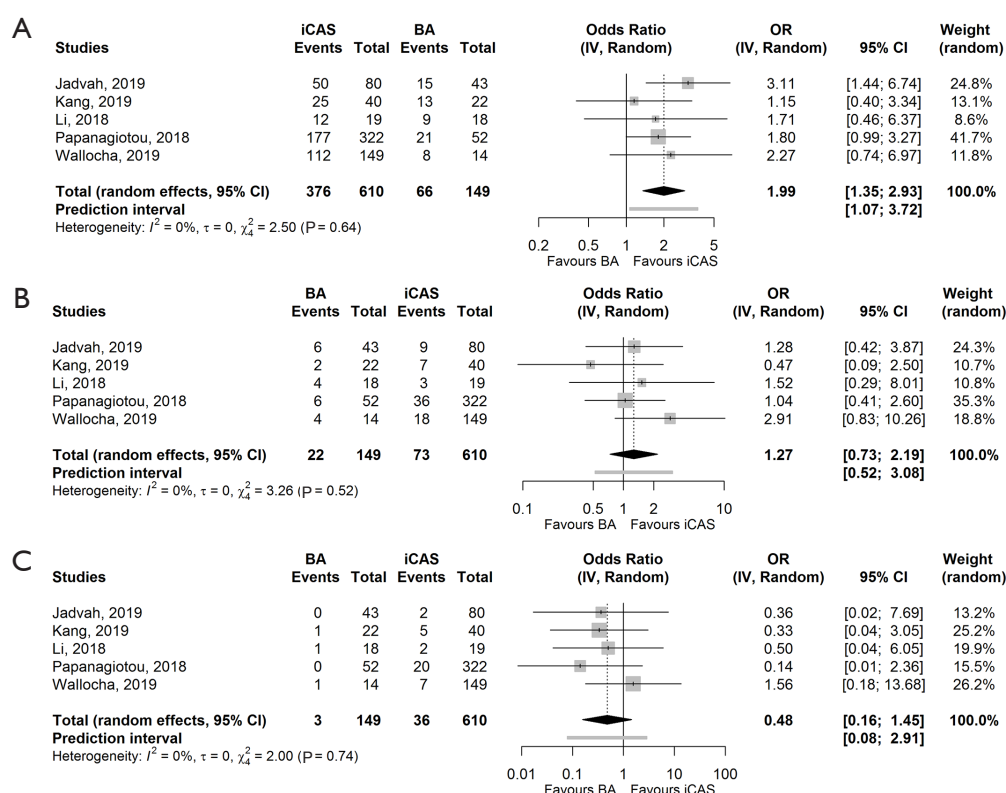 A
iCAS BA Odds Ratio OR Weight
Studies Events Total Events Total (IV, Random) (IV, Random) 95% CI (random)
Jadvah, 2019 50 80 15 43 3.11 [1.44; 6.74] 24.8%
Kang, 2019 25 40 13 22 1.15 [0.40; 3.34] 13.1%
Li, 2018 12 19 9 18 1.71 [0.46; 6.37] 8.6%
Papanagiotou, 2018 177 322 21 52 1.80 [0.99; 3.27] 41.7%
Wallocha, 2019 112 149 8 14 2.27 [0.74; 6.97] 11.8%
Total (random effects, 95% CI) 376 610 66 149 1.99 [1.35; 2.93] 100.0%
Prediction interval [1.07; 3.72]
Heterogeneity: I² = 0%, τ = 0, χ²₄ = 2.50 (P = 0.64)
0.2 0.5 1 2 5
Favours BA Favours iCAS
B
BA iCAS Odds Ratio OR Weight
Studies Events Total Events Total (IV, Random) (IV, Random) 95% CI (random)
Jadvah, 2019 6 43 9 80 1.28 [0.42; 3.87] 24.3%
Kang, 2019 2 22 7 40 0.47 [0.09; 2.50] 10.7%
Li, 2018 4 18 3 19 1.52 [0.29; 8.01] 10.8%
Papanagiotou, 2018 6 52 36 322 1.04 [0.41; 2.60] 35.3%
Wallocha, 2019 4 14 18 149 2.91 [0.83; 10.26] 18.8%
Total (random effects, 95% CI) 22 149 73 610 1.27 [0.73; 2.19] 100.0%
Prediction interval [0.52; 3.08]
Heterogeneity: I² = 0%, τ = 0, χ²₄ = 3.26 (P = 0.52)
0.1 0.5 1 2 10
Favours BA Favours iCAS
C
BA iCAS Odds Ratio OR Weight
Studies Events Total Events Total (IV, Random) (IV, Random) 95% CI (random)
Jadvah, 2019 0 43 2 80 0.36 [0.02; 7.69] 13.2%
Kang, 2019 1 22 5 40 0.33 [0.04; 3.05] 25.2%
Li, 2018 1 18 2 19 0.50 [0.04; 6.05] 19.9%
Papanagiotou, 2018 0 52 20 322 0.14 [0.01; 2.36] 15.5%
Wallocha, 2019 1 14 7 149 1.56 [0.18; 13.68] 26.2%
Total (random effects, 95% CI) 3 149 36 610 0.48 [0.16; 1.45] 100.0%
Prediction interval [0.08; 2.91]
Heterogeneity: I² = 0%, τ = 0, χ²₄ = 2.00 (P = 0.74)
0.01 0.1 1 10 100
Favours BA Favours iCAS